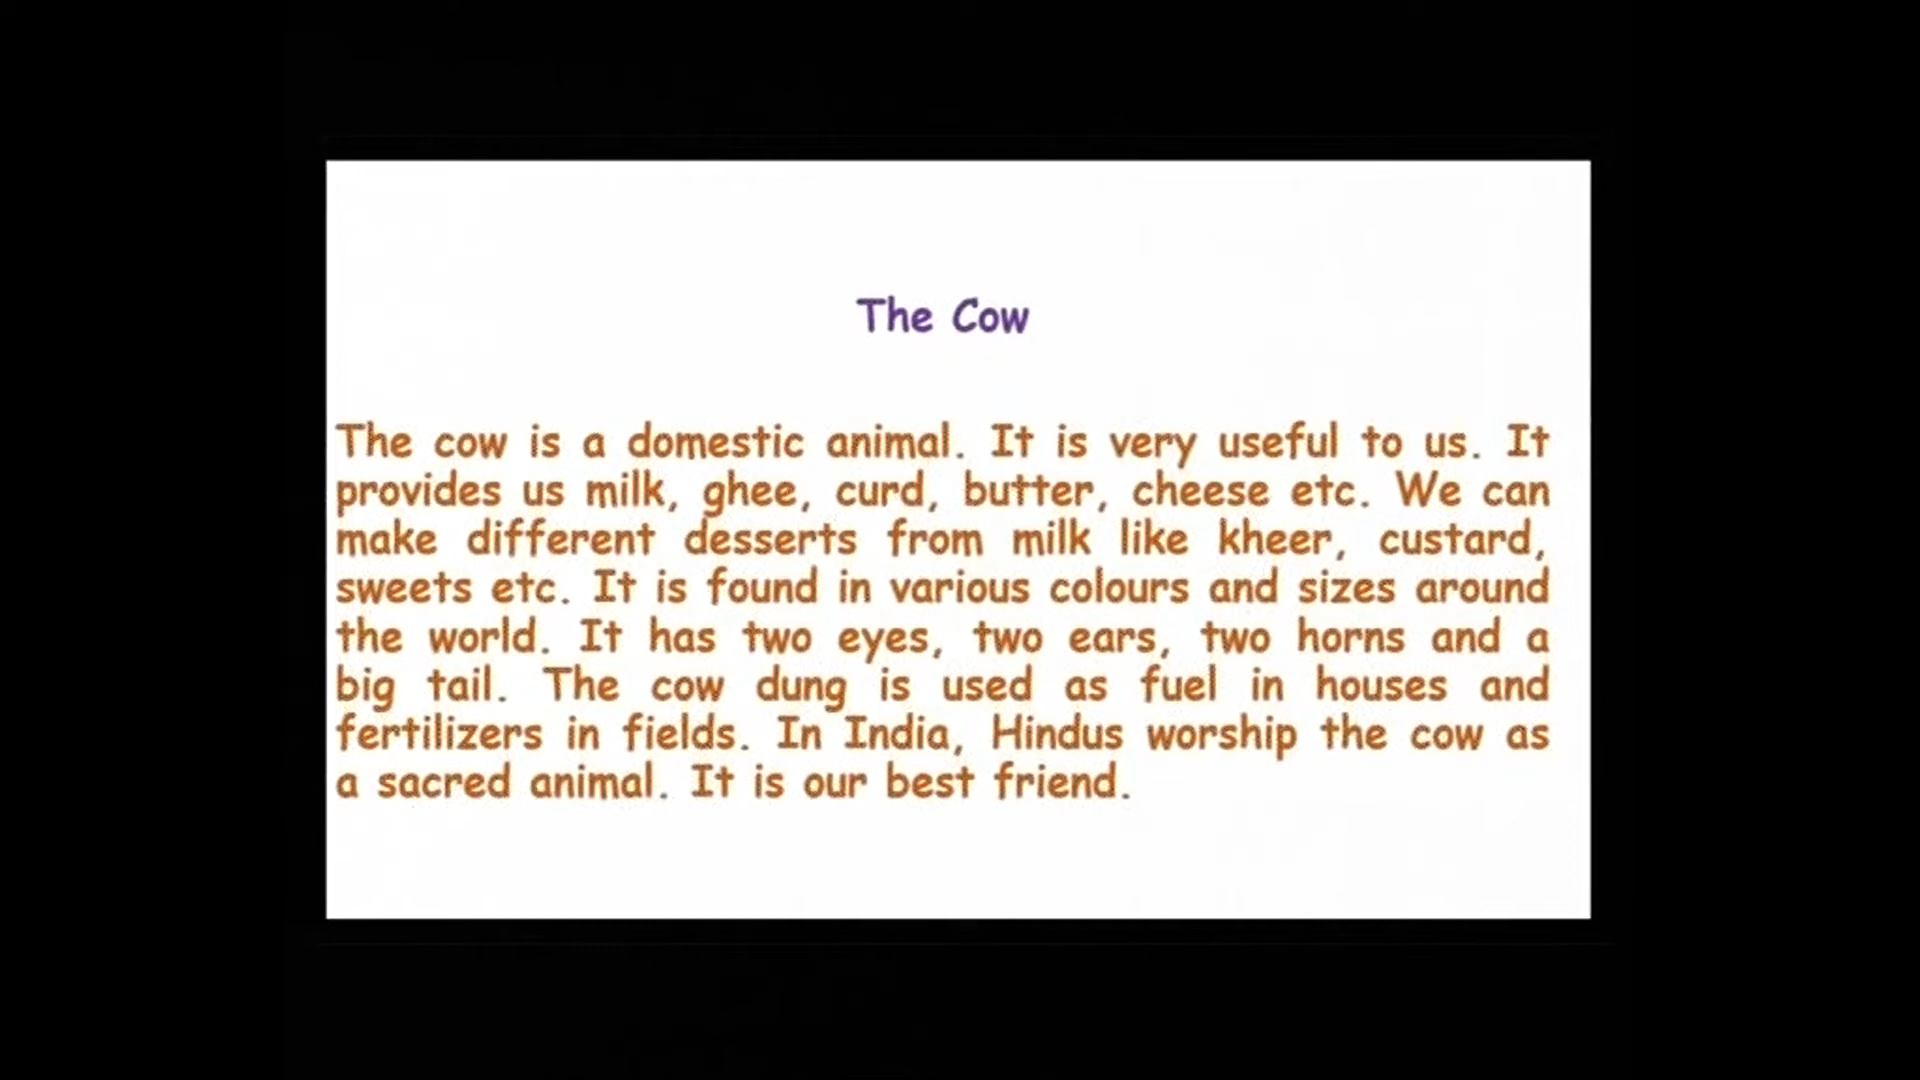 The Cow
The cow is a domestic animal. It is very useful to us. It
provides us milk, ghee, curd, butter, cheese etc. We can
make different desserts from milk like kheer, custard,
sweets etc. It is found in various colours and sizes around
the world. It has two eyes, two ears, two horns and a
big tail. The cow dung is used as fuel in houses and
fertilizers in fields. In India, Hindus worship the cow as
a sacred animal. It is our best friend.